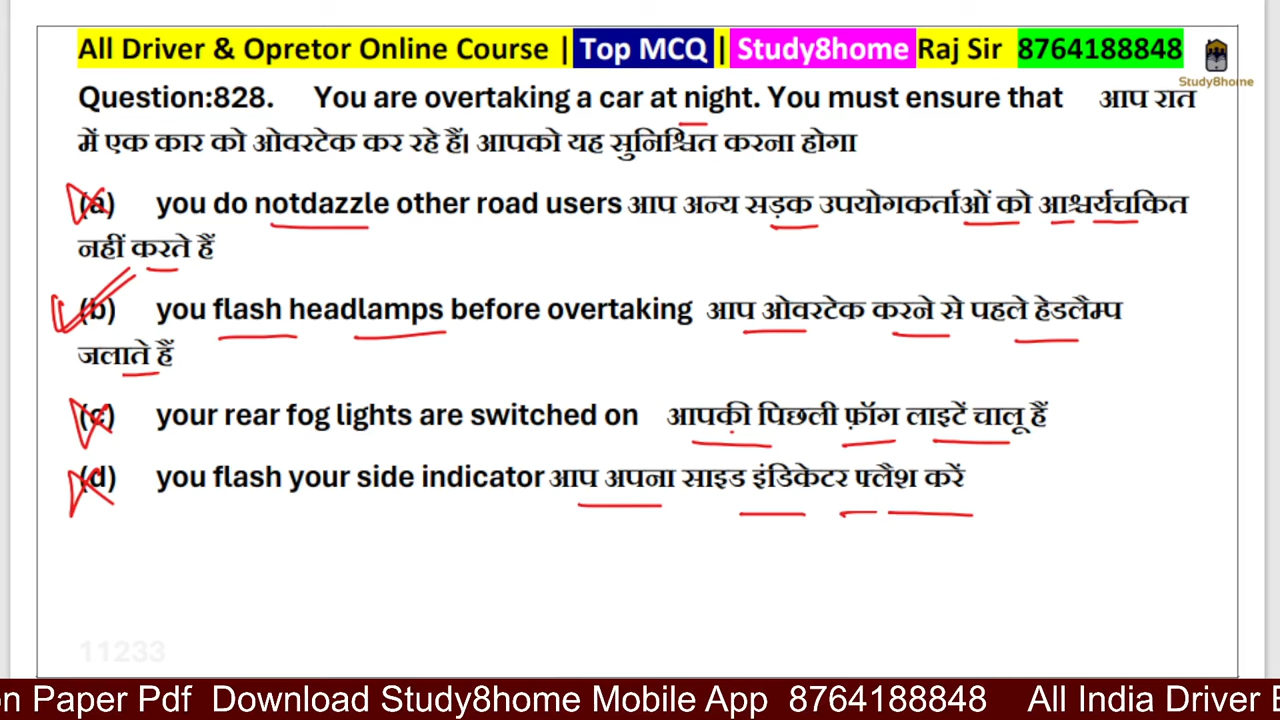 All Driver & Opretor Online Course | Top MCQ | Study8home Raj Sir 8764188848
Study8home
Question:828. You are overtaking a car at night. You must ensure that आप रात
में एक कार को ओवरटेक कर रहे हैं। आपको यह सुनिश्चित करना होगा
(a) you do notdazzle other road users आप अन्य सड़क उपयोगकर्ताओं को आश्चर्यचकित
नहीं करते हैं
(b) you flash headlamps before overtaking आप ओवरटेक करने से पहले हेडलैम्प
जलाते हैं
(c) your rear fog lights are switched on आपकी पिछली फ़ॉग लाइटें चालू हैं
(d) you flash your side indicator आप अपना साइड इंडिकेटर फ्लैश करें
11233
on Paper Pdf Download Study8home Mobile App 8764188848 All India Driver E